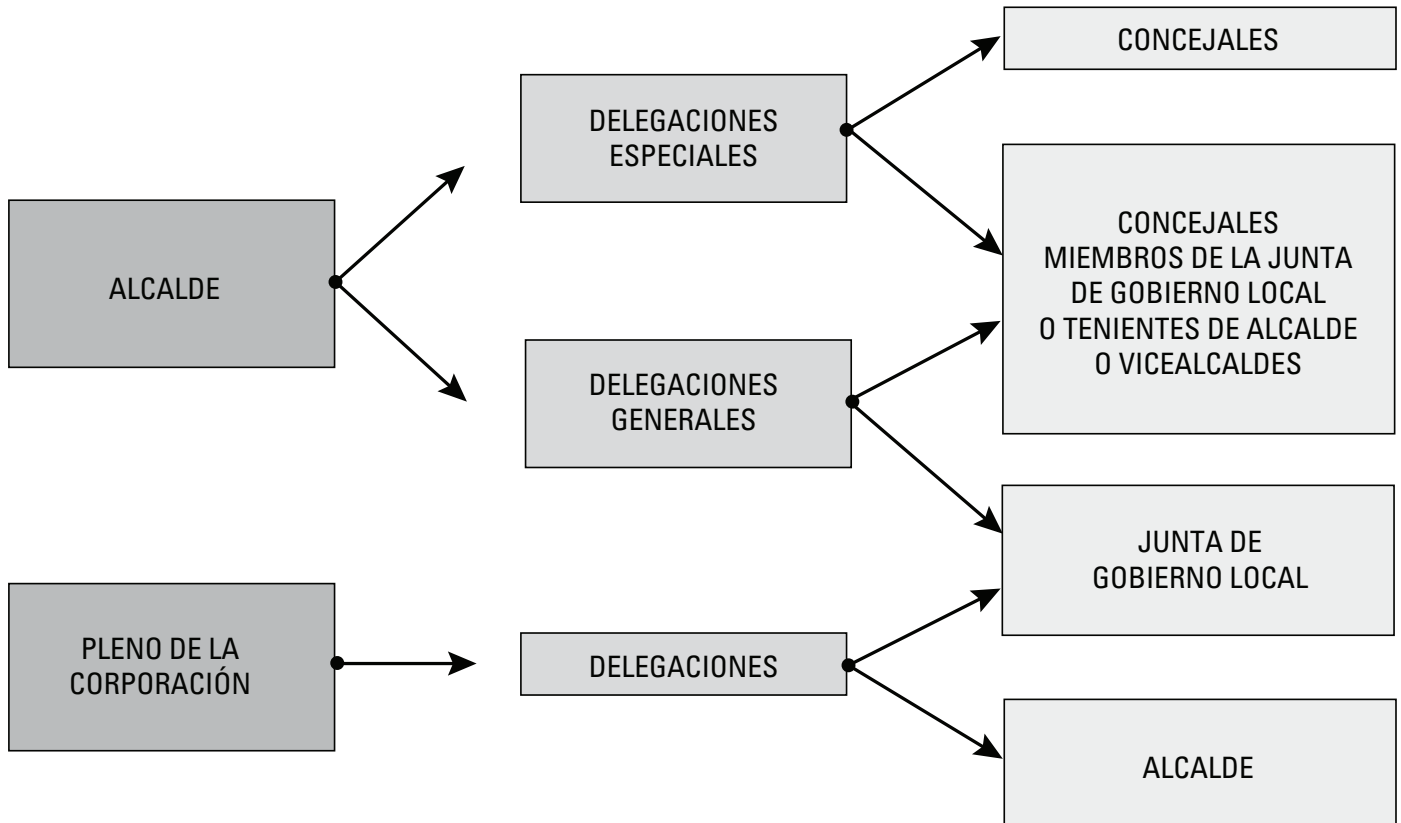 ALCALDE
PLENO DE LA
CORPORACIÓN
DELEGACIONES
ESPECIALES
DELEGACIONES
GENERALES
DELEGACIONES
CONCEJALES
CONCEJALES
MIEMBROS DE LA JUNTA
DE GOBIERNO LOCAL
O TENIENTES DE ALCALDE
O VICEALCALDES
JUNTA DE
GOBIERNO LOCAL
ALCALDE